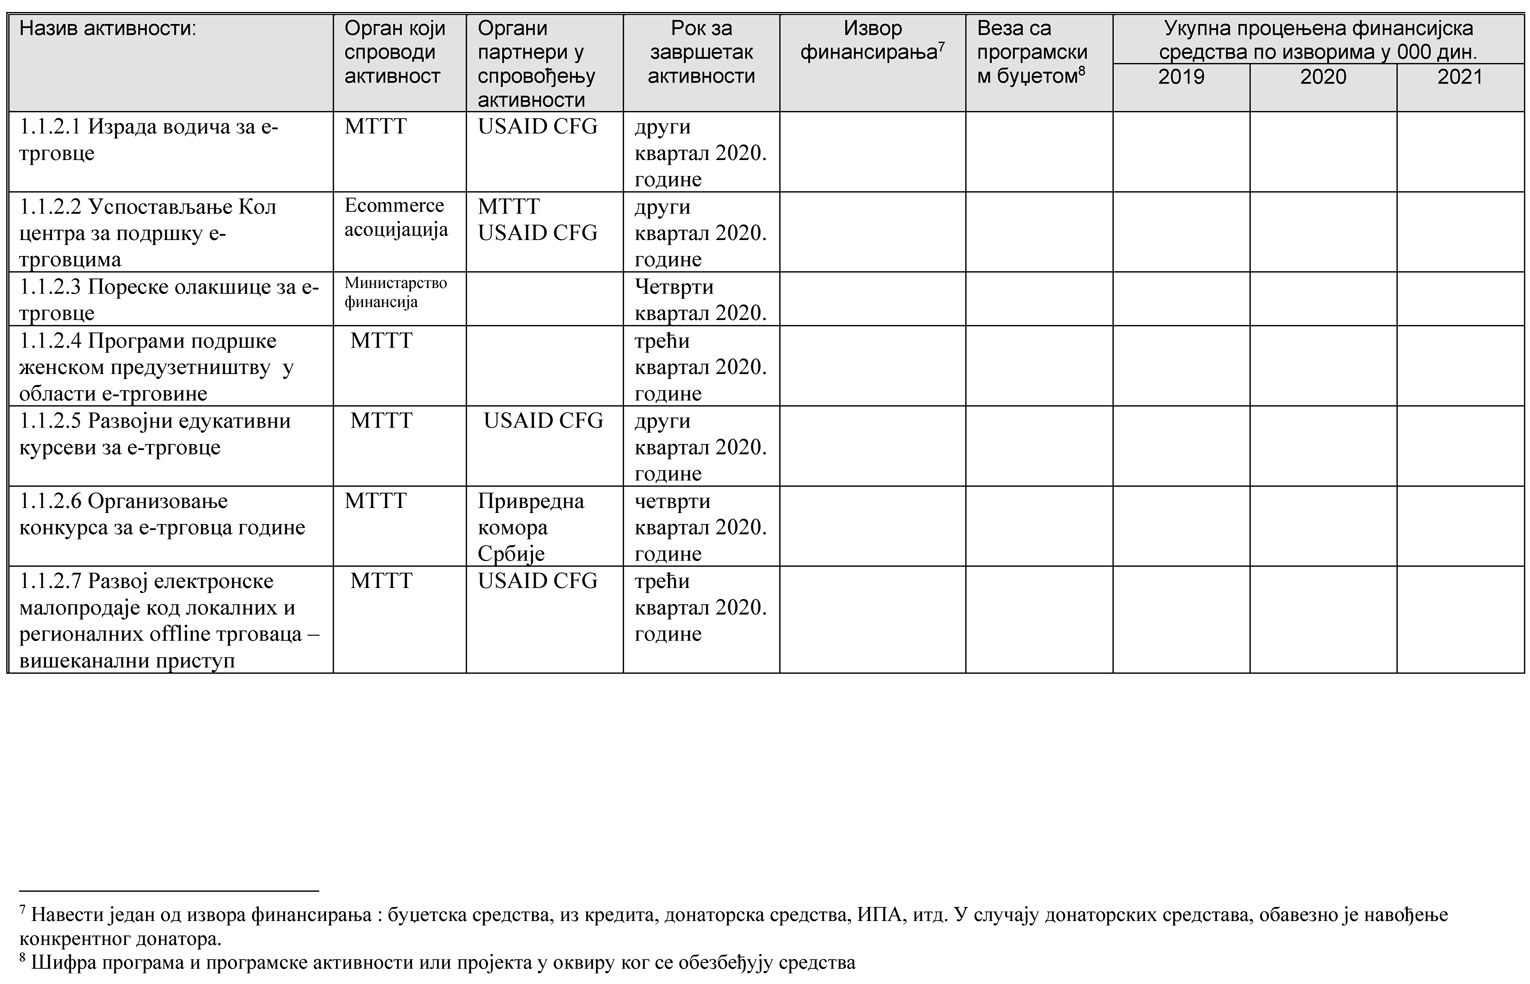 Назив активности:
Орган који
спроводи
активност
Органи
партнери у
спровођењу
активности
Рок за
завршетак
активности
Извор
финансирања7
Веза са
програмски
м буџетом8
Укупна процењена финансијска
средства по изворима у 000 дин.
2019
2020
2021
1.1.2.1 Израда водича за е-
трговце
МТТТ
USAID CFG
други
квартал 2020.
године
1.1.2.2 Успостављање Кол
центра за подршку е-
трговцима
Ecommerce
асоцијација
МТТТ
USAID CFG
други
квартал 2020.
године
1.1.2.3 Пореске олакшице за е-
трговце
Министарство
финансија
Четврти
квартал 2020.
1.1.2.4 Програми подршке
женском предузетништву у
области е-трговине
МТТТ
трећи
квартал 2020.
године
1.1.2.5 Развојни едукативни
курсеви за е-трговце
МТТТ
USAID CFG
други
квартал 2020.
године
1.1.2.6 Организовање
конкурса за е-трговца године
МТТТ
Привредна
комора
Србије
четврти
квартал 2020.
године
1.1.2.7 Развој електронске
малопродаје код локалних и
регионалних offline трговаца –
вишеканални приступ
МТТТ
USAID CFG
трећи
квартал 2020.
године
7 Навести један од извора финансирања : буџетска средства, из кредита, донаторска средства, ИПА, итд. У случају донаторских средстава, обавезно је навођење
конкрентног донатора.
8 Шифра програма и програмске активности или пројекта у оквиру ког се обезбеђују средства